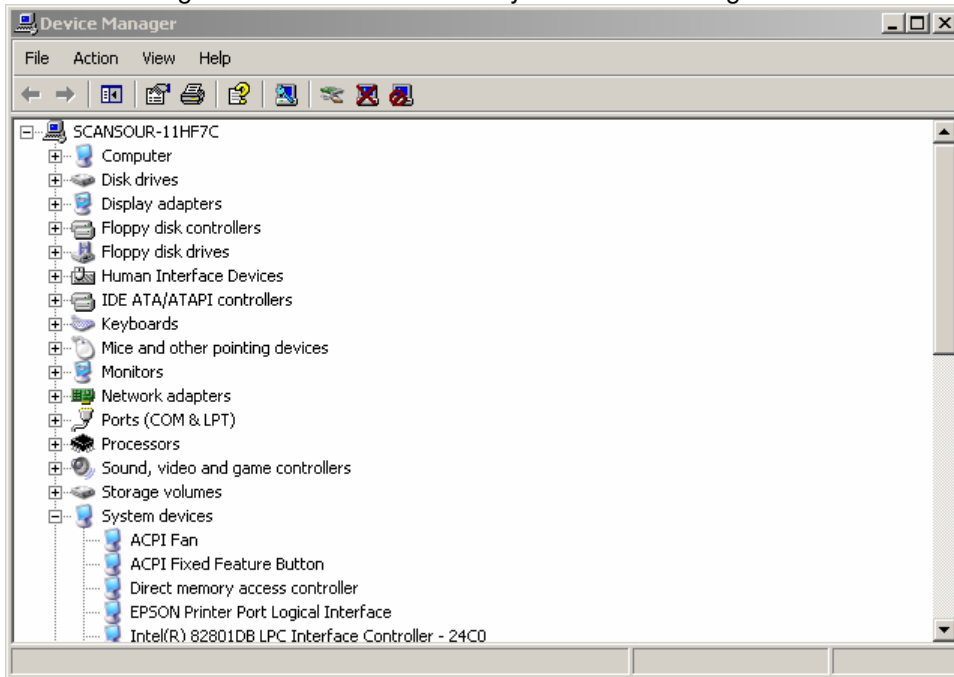 Device Manager
File Action View Help
SCANSOUR-11HF7C
Computer
Disk drives
Display adapters
Floppy disk controllers
Floppy disk drives
Human Interface Devices
IDE ATA/ATAPI controllers
Keyboards
Mice and other pointing devices
Monitors
Network adapters
Ports (COM & LPT)
Processors
Sound, video and game controllers
Storage volumes
System devices
ACPI Fan
ACPI Fixed Feature Button
Direct memory access controller
EPSON Printer Port Logical Interface
Intel(R) 82801DB LPC Interface Controller - 24C0